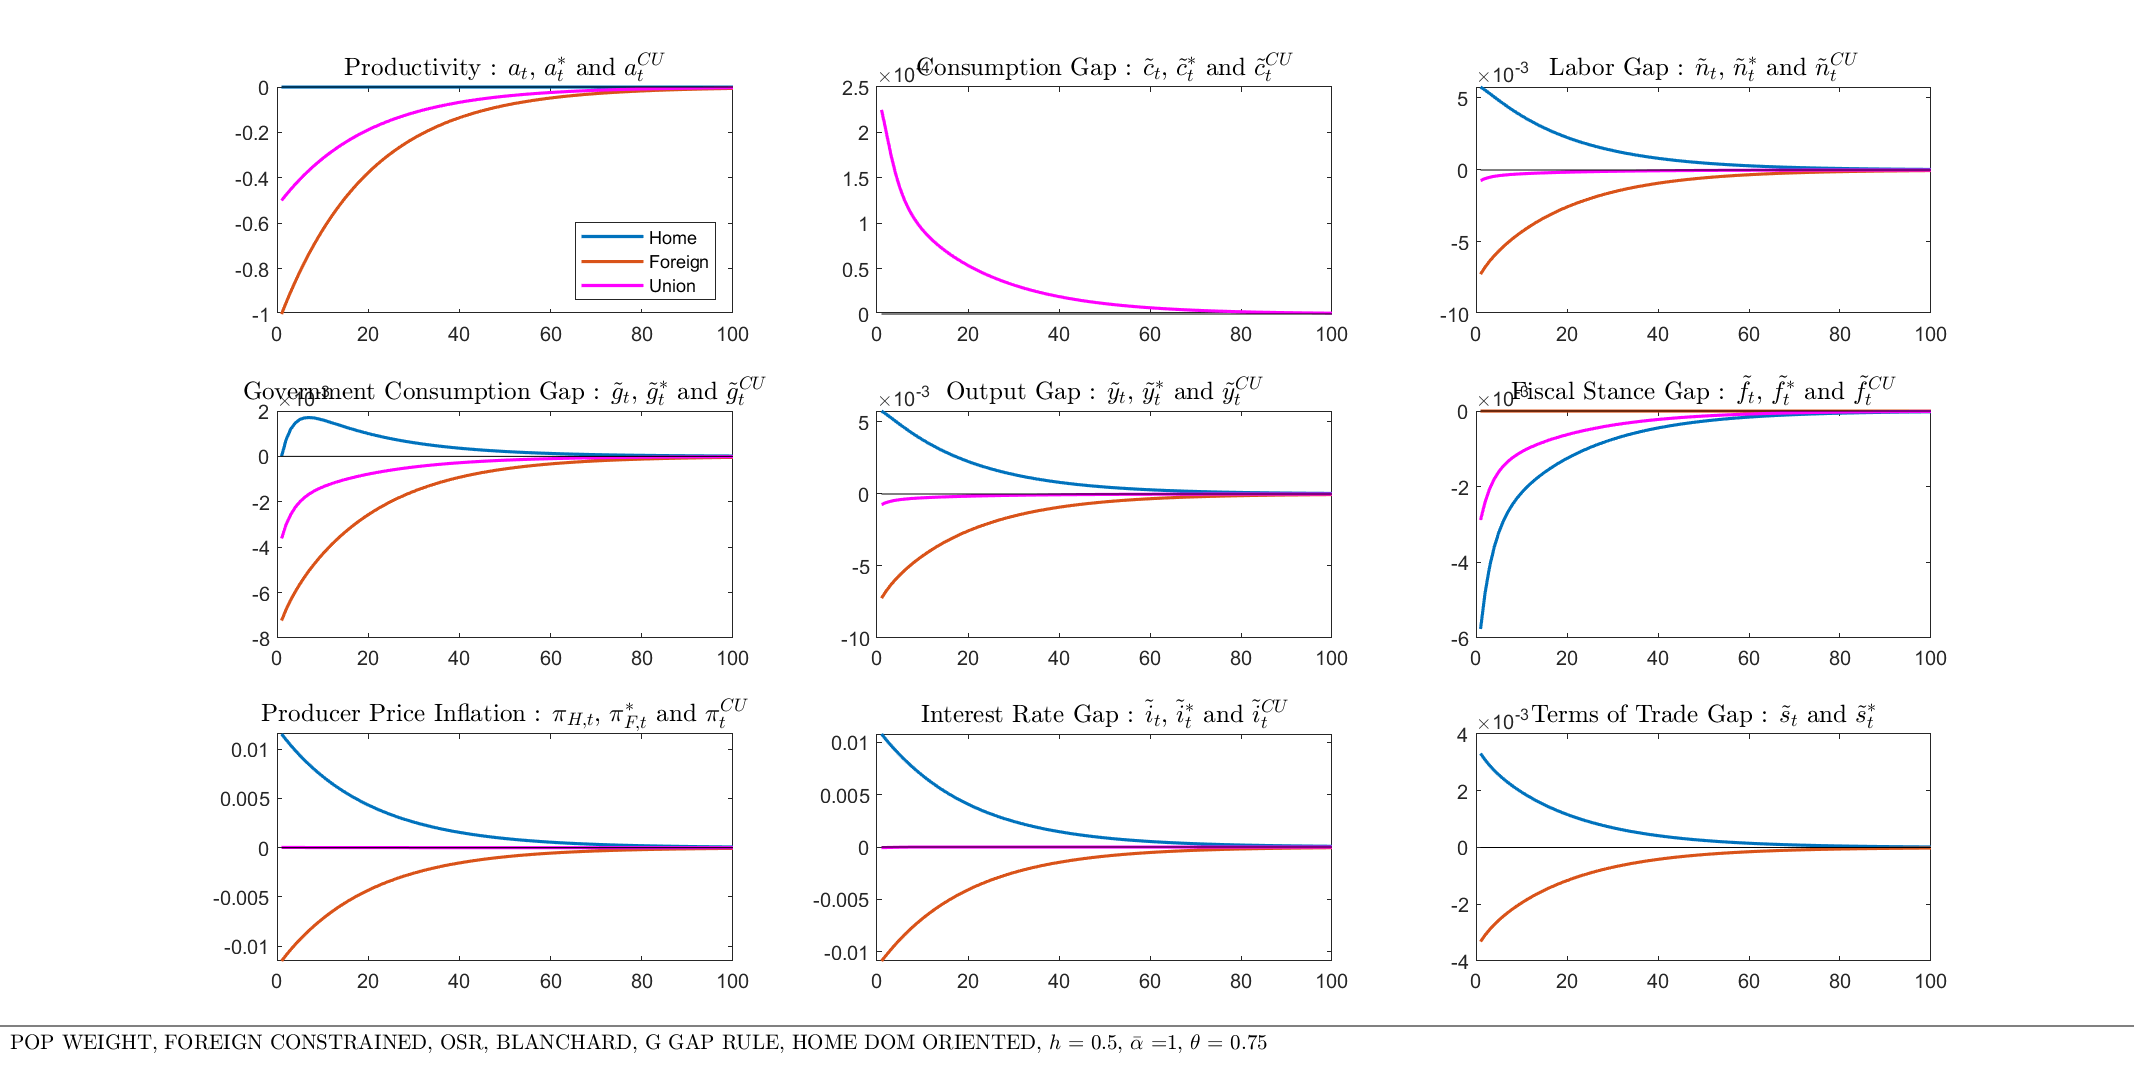 Productivity : a_t, a_t^* and a_t^{CU}
0
-0.2
-0.4
-0.6
-0.8
-1
0 20 40 60 80 100
Home
Foreign
Union
Consumption Gap : c̃_t, c̃_t^* and c̃_t^{CU}
×10^{-4}
2.5
2
1.5
1
0.5
0
0 20 40 60 80 100
Labor Gap : ñ_t, ñ_t^* and ñ_t^{CU}
×10^{-3}
5
0
-5
-10
0 20 40 60 80 100
Government Consumption Gap : g̃_t, g̃_t^* and g̃_t^{CU}
×10^{-3}
2
0
-2
-4
-6
-8
0 20 40 60 80 100
Output Gap : ỹ_t, ỹ_t^* and ỹ_t^{CU}
×10^{-3}
5
0
-5
-10
0 20 40 60 80 100
Fiscal Stance Gap : f̃_t, f̃_t^* and f̃_t^{CU}
×10^{-3}
0
-2
-4
-6
0 20 40 60 80 100
Producer Price Inflation : π_{H,t}, π_{F,t}^* and π_t^{CU}
0.01
0.005
0
-0.005
-0.01
0 20 40 60 80 100
Interest Rate Gap : ĩ_t, ĩ_t^* and ĩ_t^{CU}
0.01
0.005
0
-0.005
-0.01
0 20 40 60 80 100
Terms of Trade Gap : s̃_t and s̃_t^*
×10^{-3}
4
2
0
-2
-4
0 20 40 60 80 100
POP WEIGHT, FOREIGN CONSTRAINED, OSR, BLANCHARD, G GAP RULE, HOME DOM ORIENTED, h = 0.5, ᾱ =1, θ = 0.75